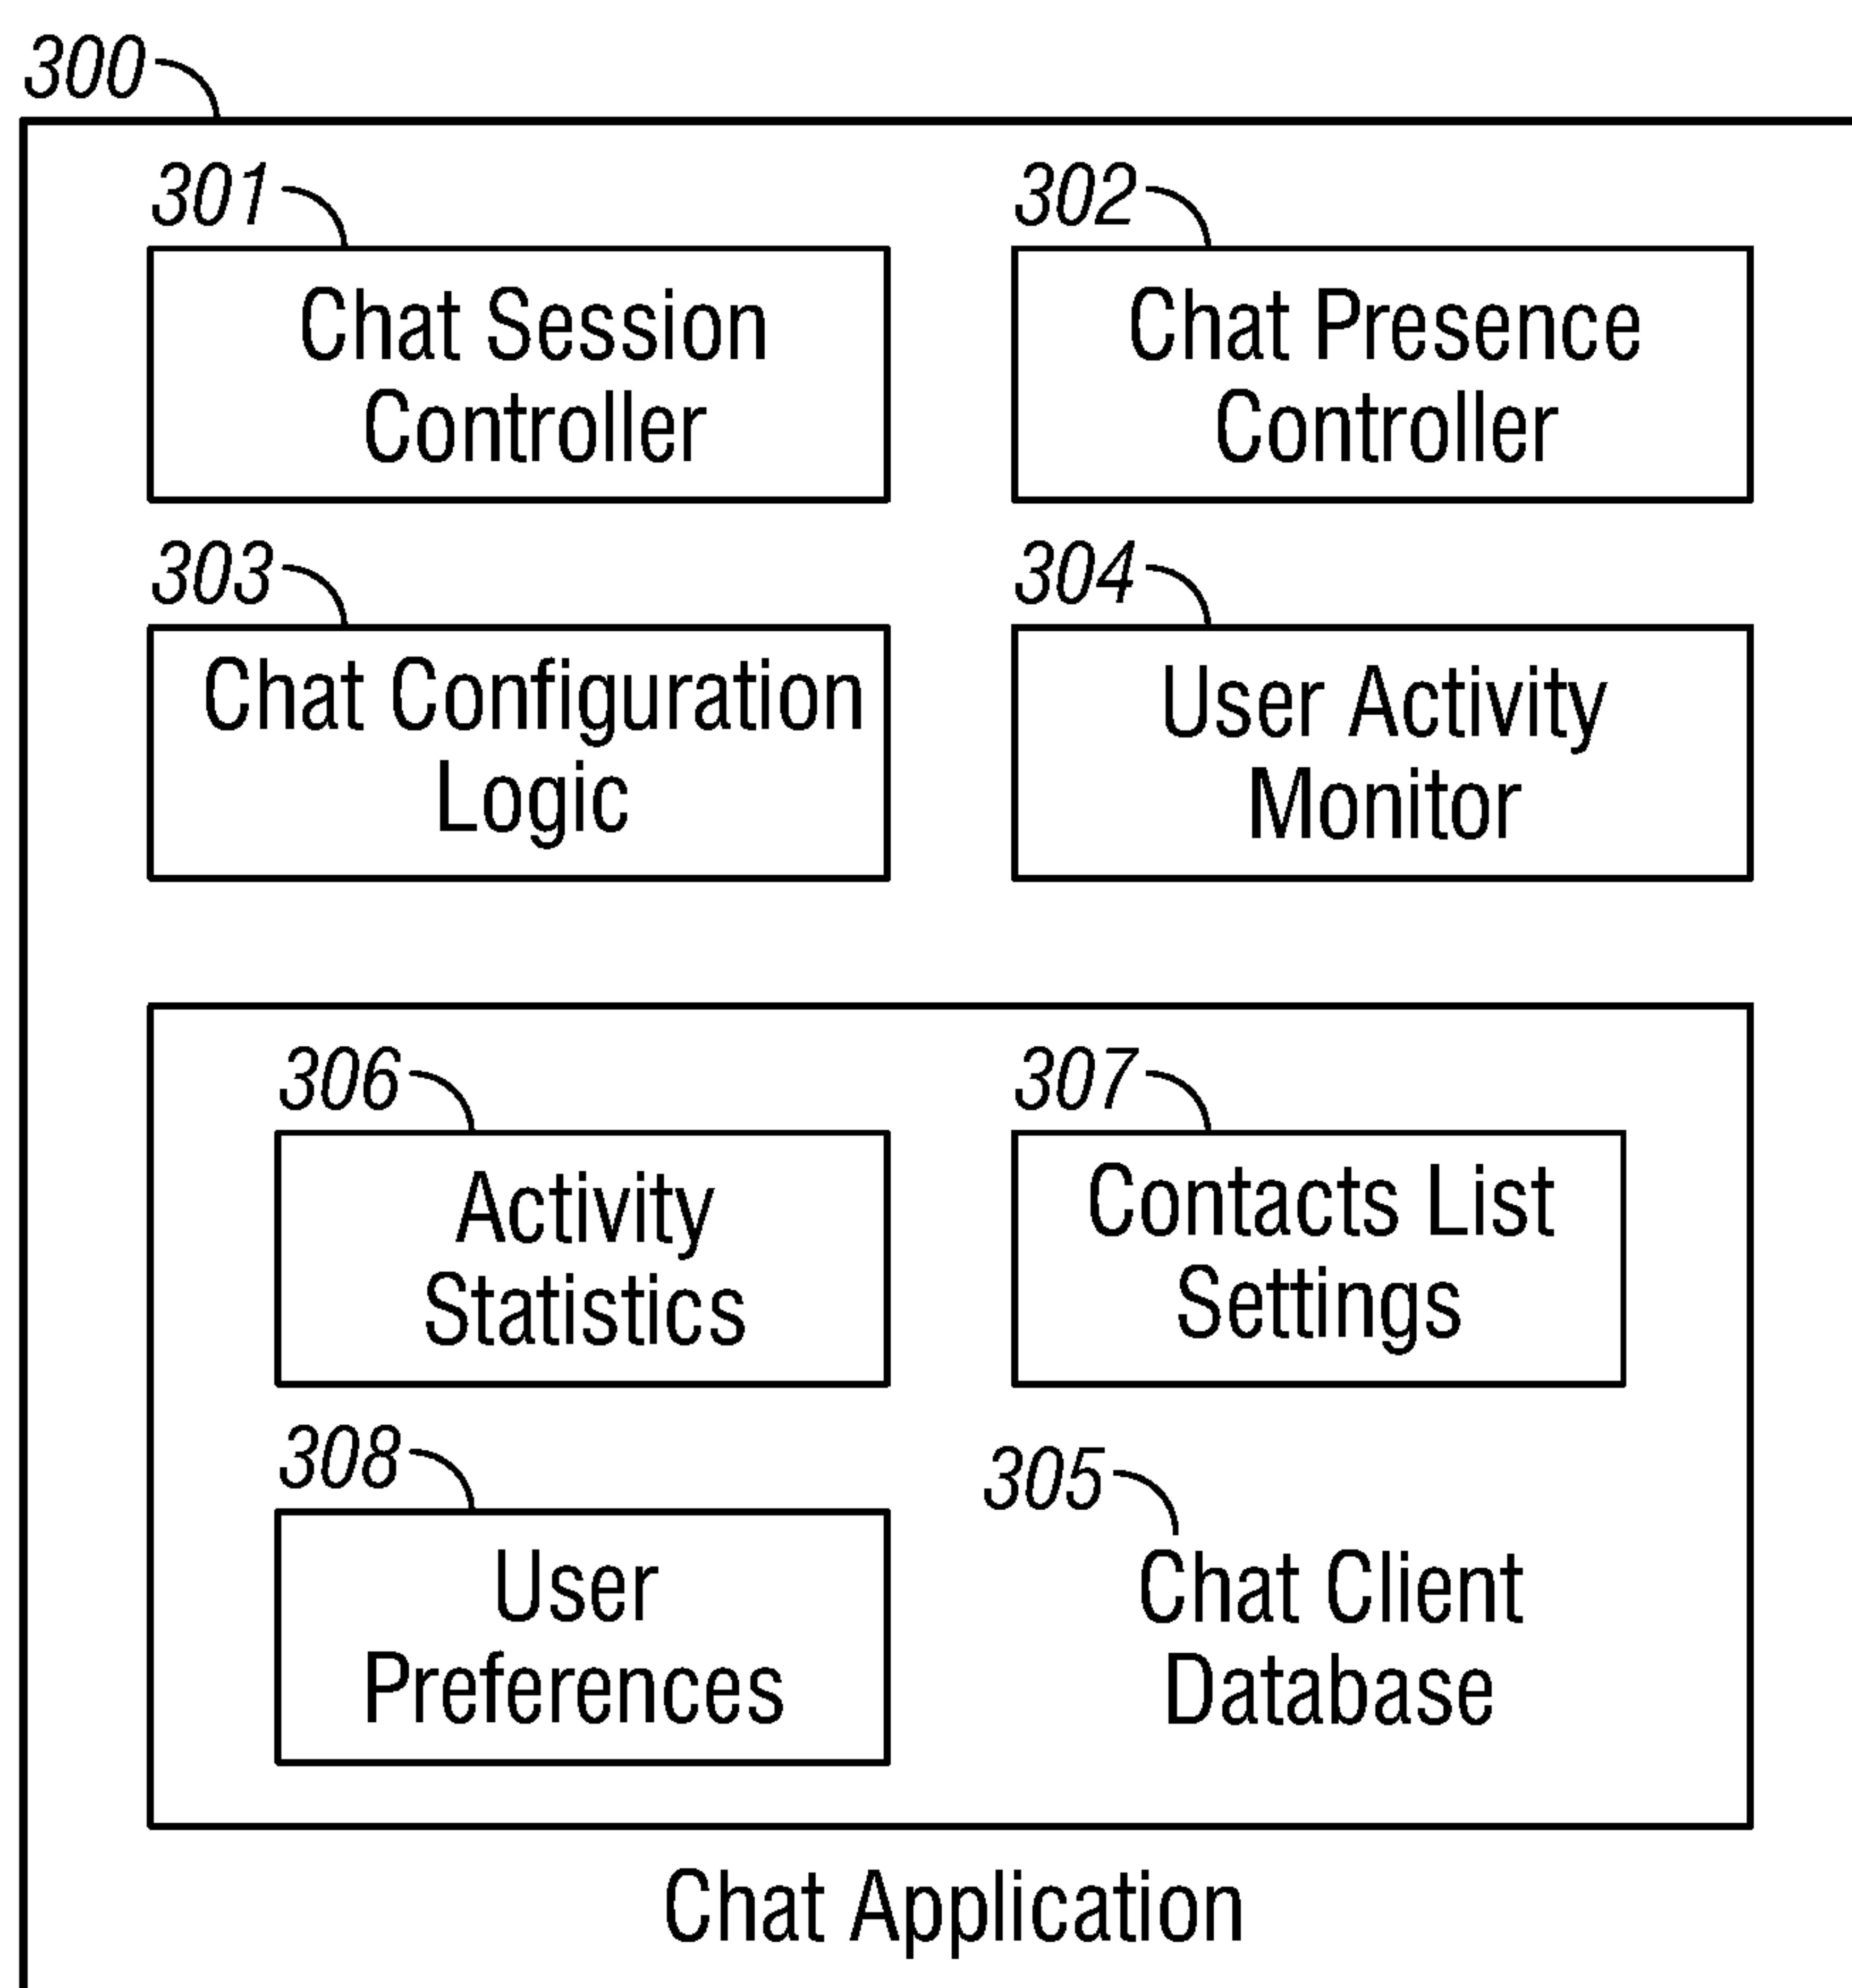 300
301
302
Chat Session
Controller
Chat Presence
Controller
303
304
Chat Configuration
Logic
User Activity
Monitor
306
307
Activity
Statistics
Contacts List
Settings
308
305
User
Preferences
Chat Client
Database
Chat Application